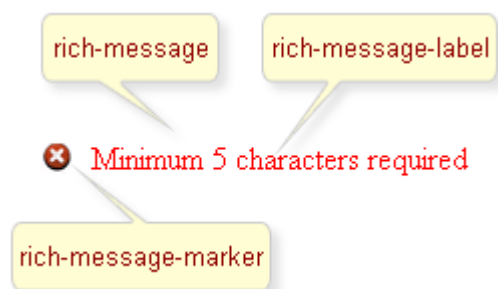 rich-message
rich-message-label
Minimum 5 characters required
rich-message-marker